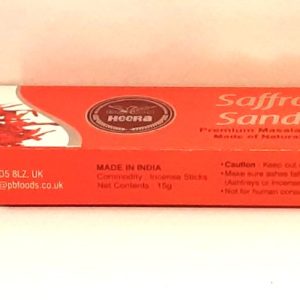 HEERA
Saffro
Sand
Premium Masala
Made of Natura
D5 8LZ, UK
@pbfoods.co.uk
MADE IN INDIA
Commodity : Incense Sticks
Net Contents : 15g
• Caution : Keep out o
• Make sure ashes fall
(Ashtrays or Incense
• Not for human cons